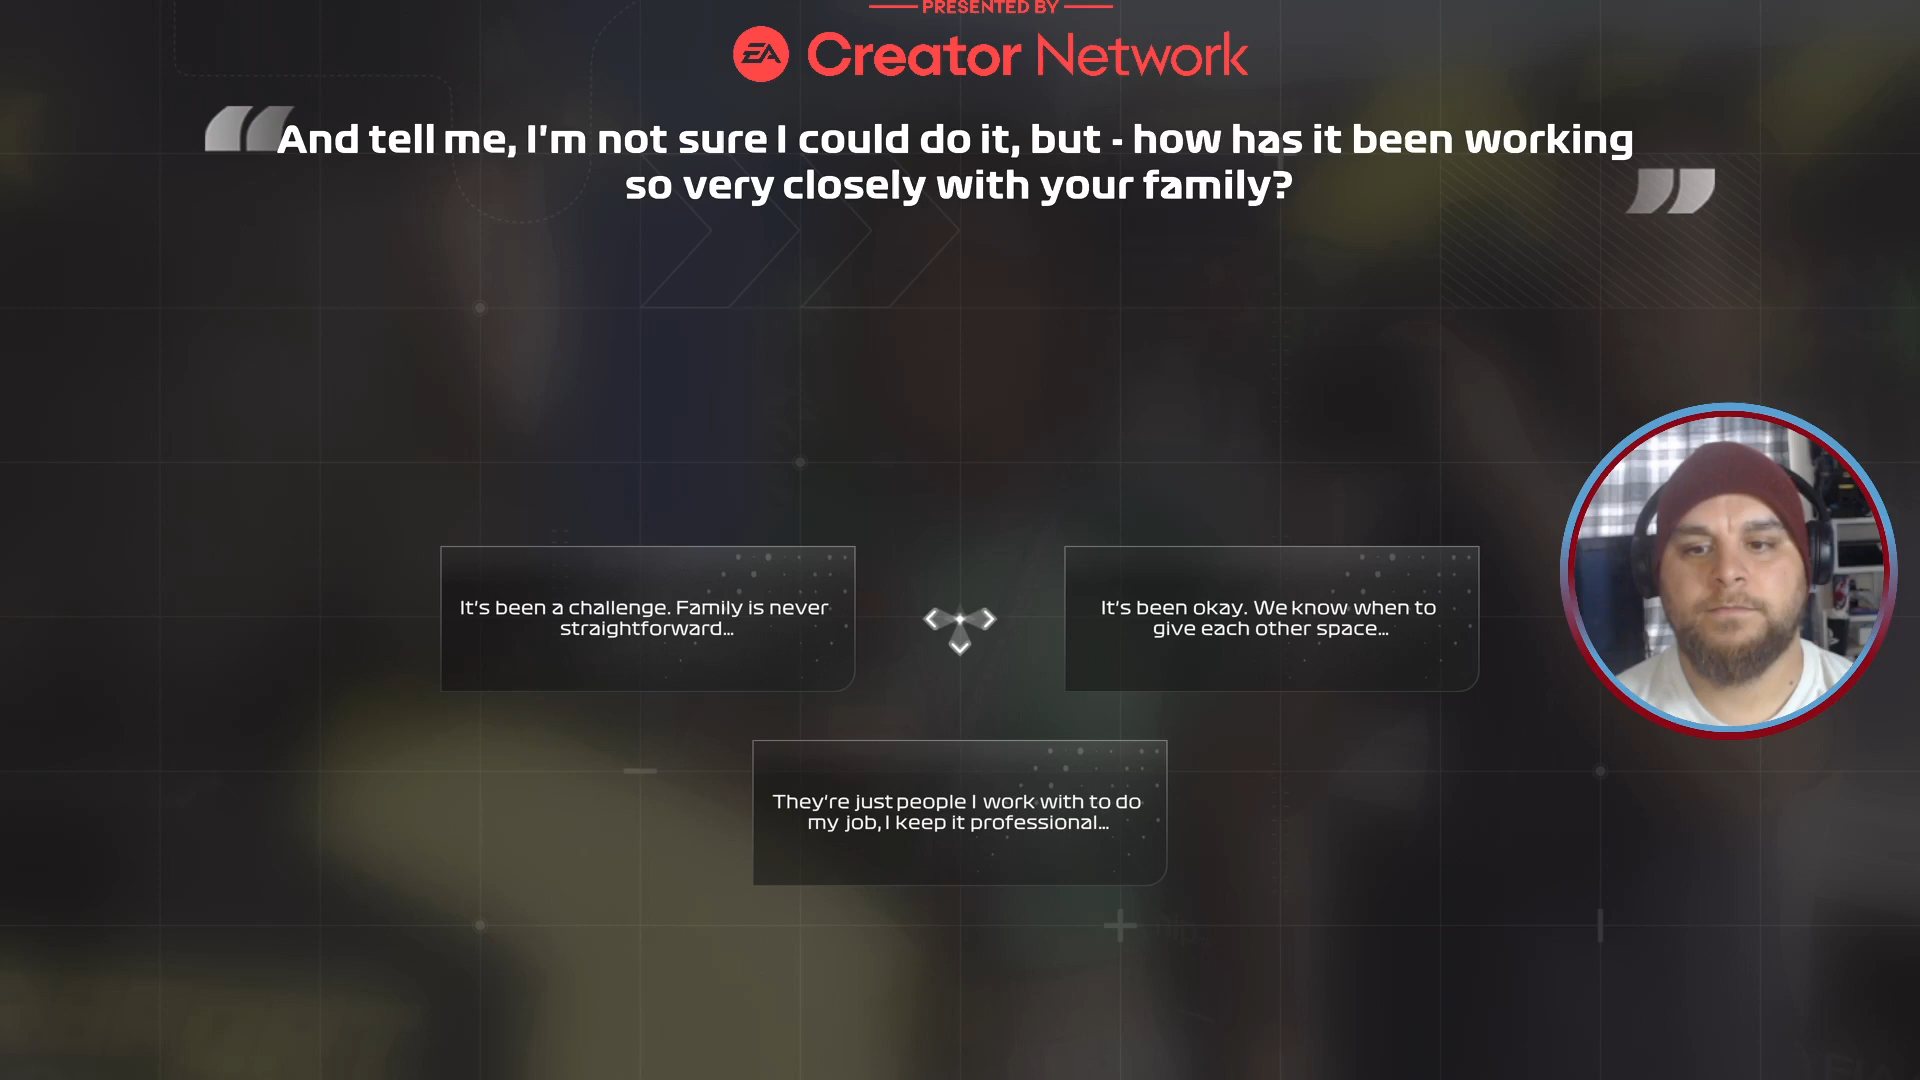 PRESENTED BY
EA Creator Network
And tell me, I'm not sure I could do it, but - how has it been working
so very closely with your family?
It's been a challenge. Family is never
straightforward...
It's been okay. We know when to
give each other space...
They're just people I work with to do
my job, I keep it professional...